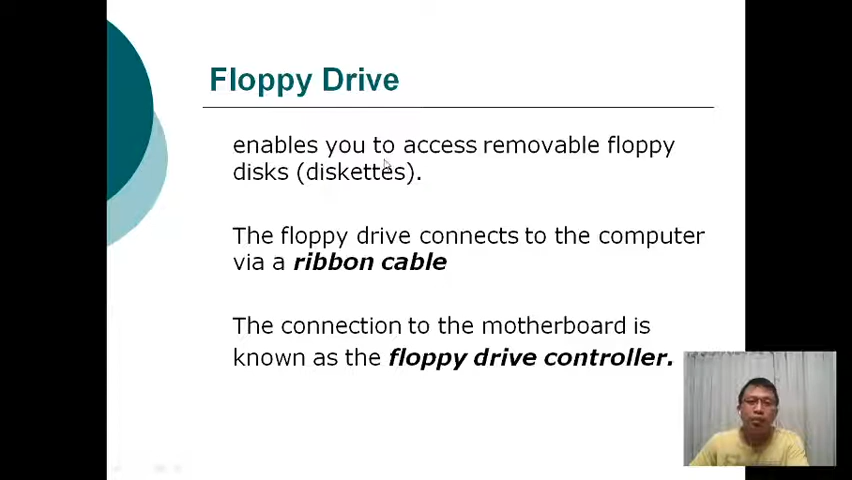 Floppy Drive
enables you to access removable floppy
disks (diskettes).
The floppy drive connects to the computer
via a ribbon cable
The connection to the motherboard is
known as the floppy drive controller.